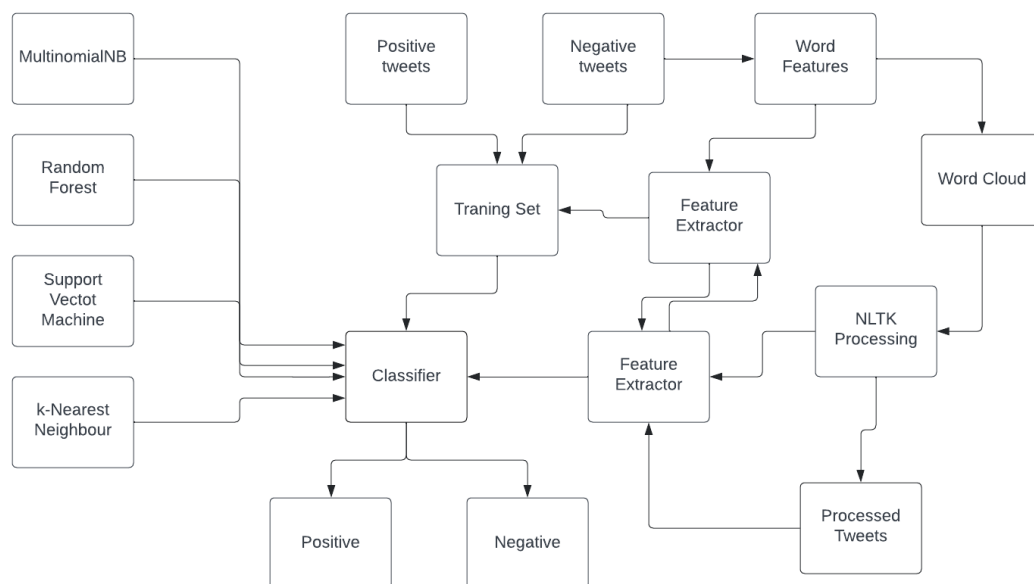 MultinomialNB
Positive
tweets
Negative
tweets
Word
Features
Random
Forest
Word Cloud
Traning Set
Feature
Extractor
Support
Vectot
Machine
NLTK
Processing
Classifier
Feature
Extractor
k-Nearest
Neighbour
Processed
Tweets
Positive
Negative